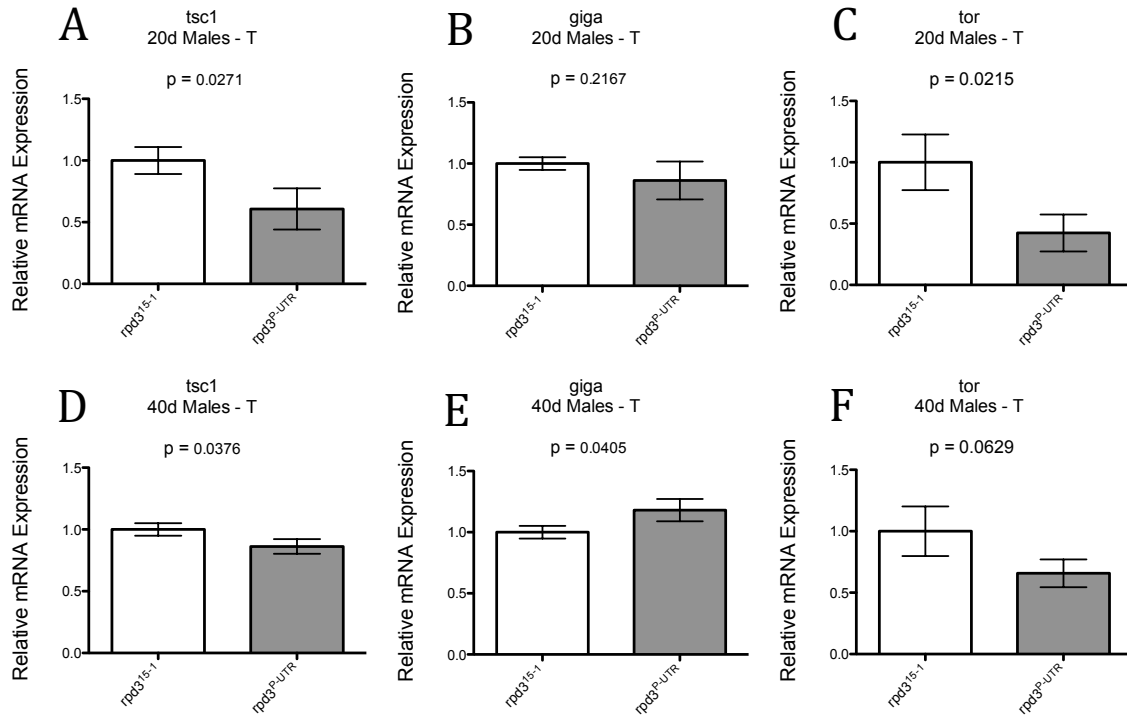 A
tsc1
20d Males - T
p = 0.0271
Relative mRNA Expression
1.5
1.0
0.5
0.0
rpd3¹⁵⁻¹
rpd3ᴾ⁻ᵁᵀᴿ
B
giga
20d Males - T
p = 0.2167
Relative mRNA Expression
1.5
1.0
0.5
0.0
rpd3¹⁵⁻¹
rpd3ᴾ⁻ᵁᵀᴿ
C
tor
20d Males - T
p = 0.0215
Relative mRNA Expression
1.5
1.0
0.5
0.0
rpd3¹⁵⁻¹
rpd3ᴾ⁻ᵁᵀᴿ
D
tsc1
40d Males - T
p = 0.0376
Relative mRNA Expression
1.5
1.0
0.5
0.0
rpd3¹⁵⁻¹
rpd3ᴾ⁻ᵁᵀᴿ
E
giga
40d Males - T
p = 0.0405
Relative mRNA Expression
1.5
1.0
0.5
0.0
rpd3¹⁵⁻¹
rpd3ᴾ⁻ᵁᵀᴿ
F
tor
40d Males - T
p = 0.0629
Relative mRNA Expression
1.5
1.0
0.5
0.0
rpd3¹⁵⁻¹
rpd3ᴾ⁻ᵁᵀᴿ